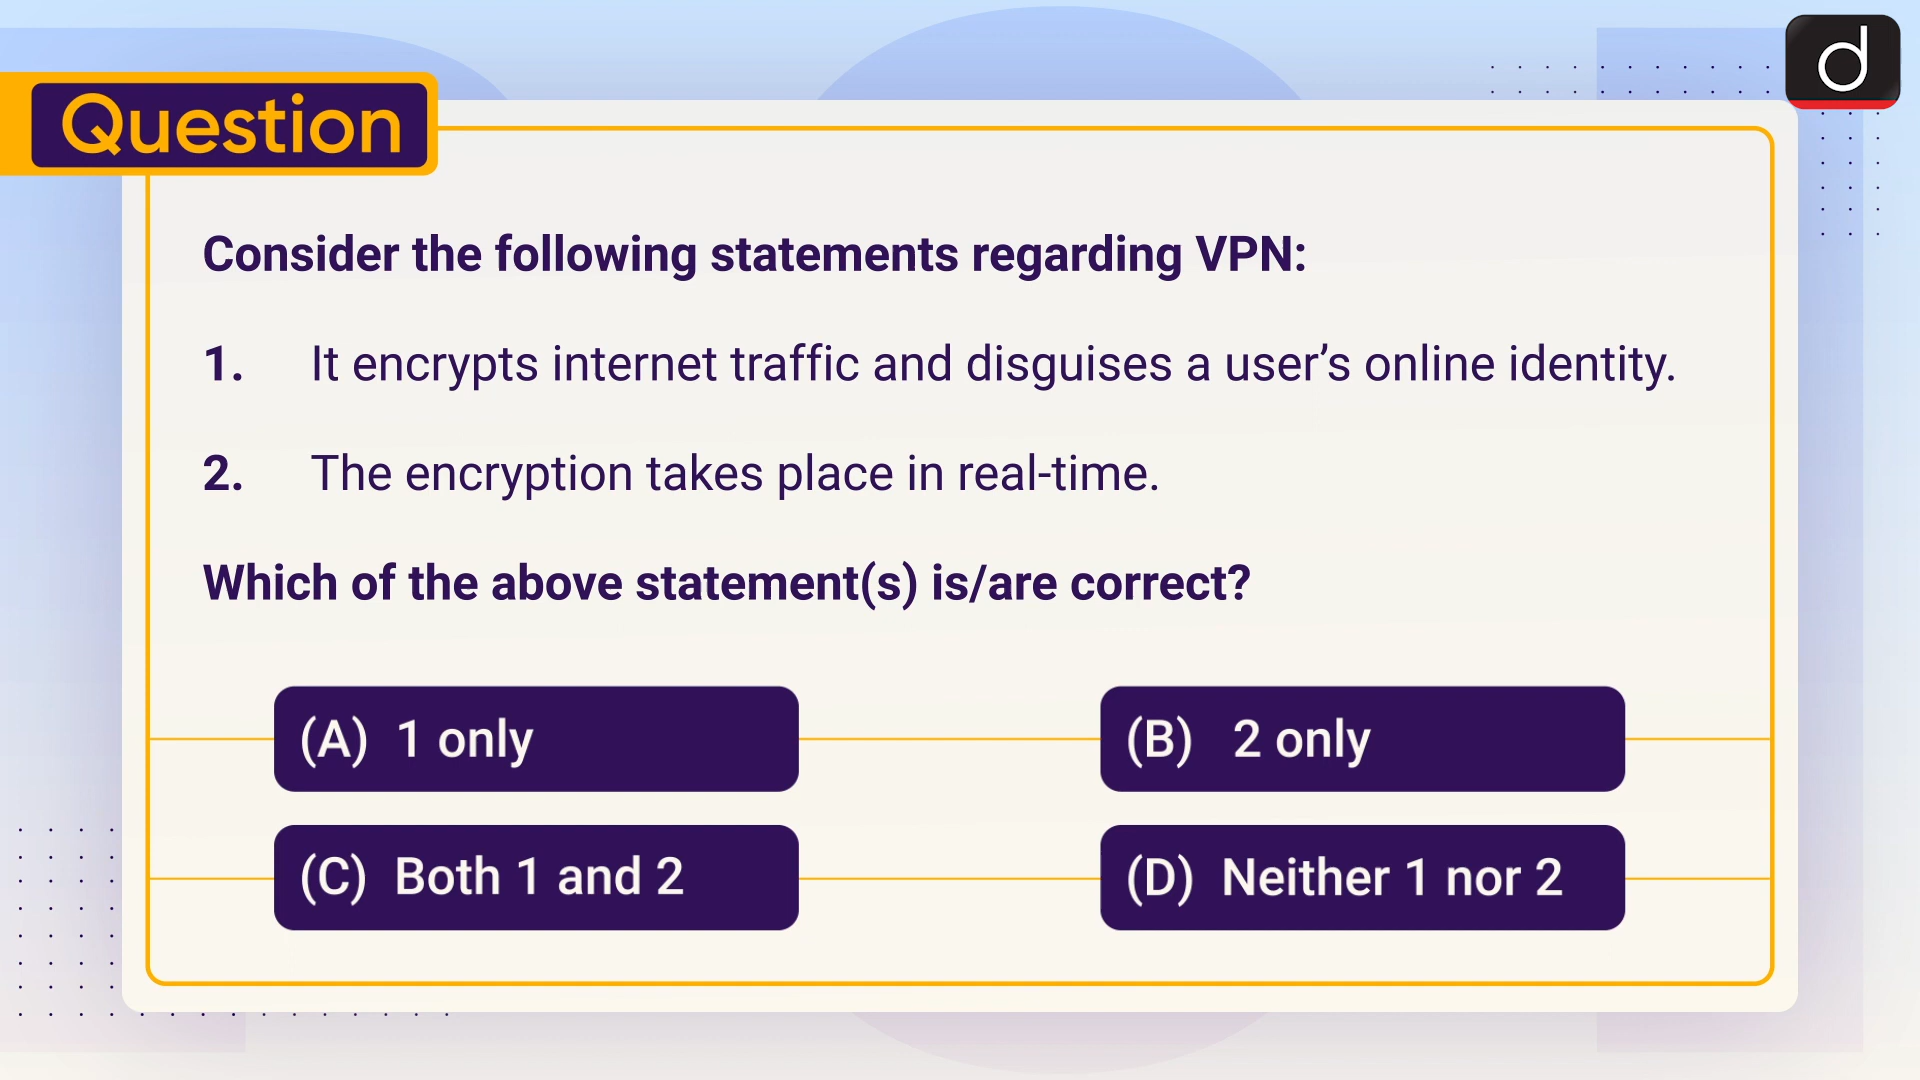 Question
Consider the following statements regarding VPN:
1. It encrypts internet traffic and disguises a user’s online identity.
2. The encryption takes place in real-time.
Which of the above statement(s) is/are correct?
(A) 1 only
(B) 2 only
(C) Both 1 and 2
(D) Neither 1 nor 2
d